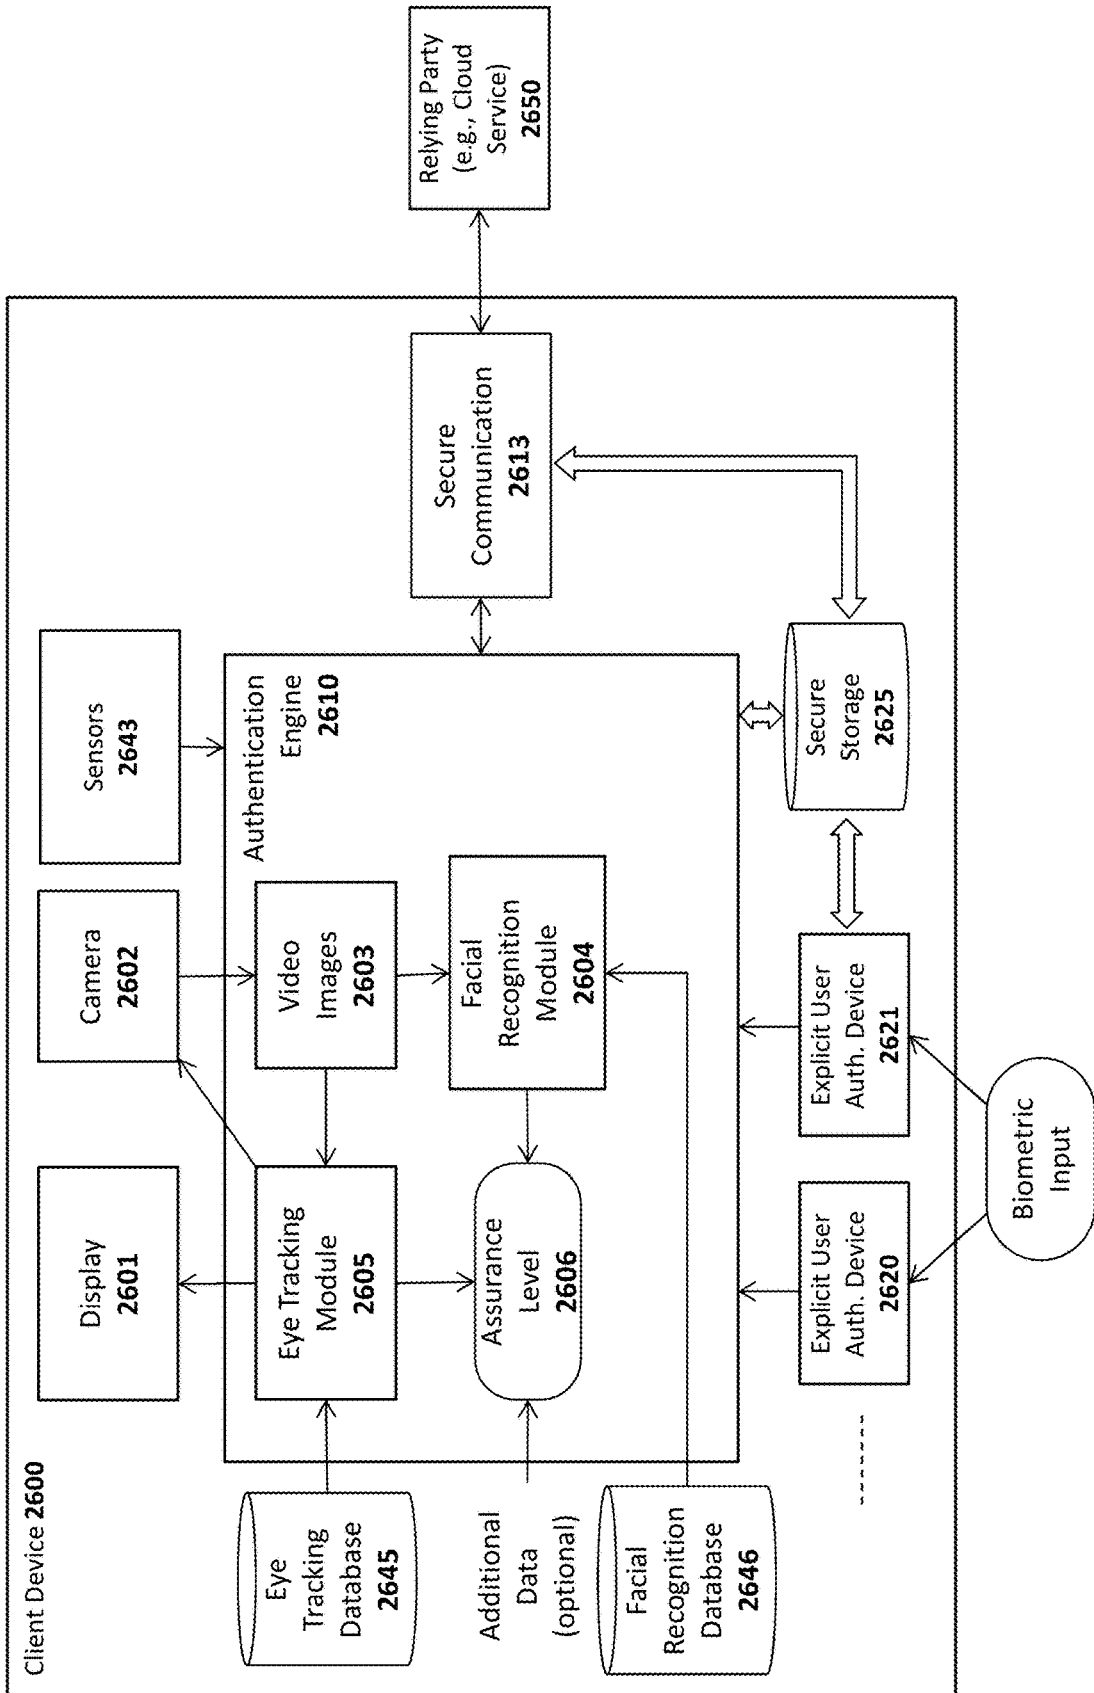 Client Device 2600
Display
2601
Camera
2602
Sensors
2643
Eye
Tracking
Database
2645
Eye Tracking
Module
2605
Video
Images
2603
Authentication
Engine
2610
Additional
Data
(optional)
Assurance
Level
2606
Facial
Recognition
Module
2604
Secure
Communication
2613
Relying Party
(e.g., Cloud
Service)
2650
Facial
Recognition
Database
2646
Explicit User
Auth. Device
2620
Explicit User
Auth. Device
2621
Secure
Storage
2625
Biometric
Input